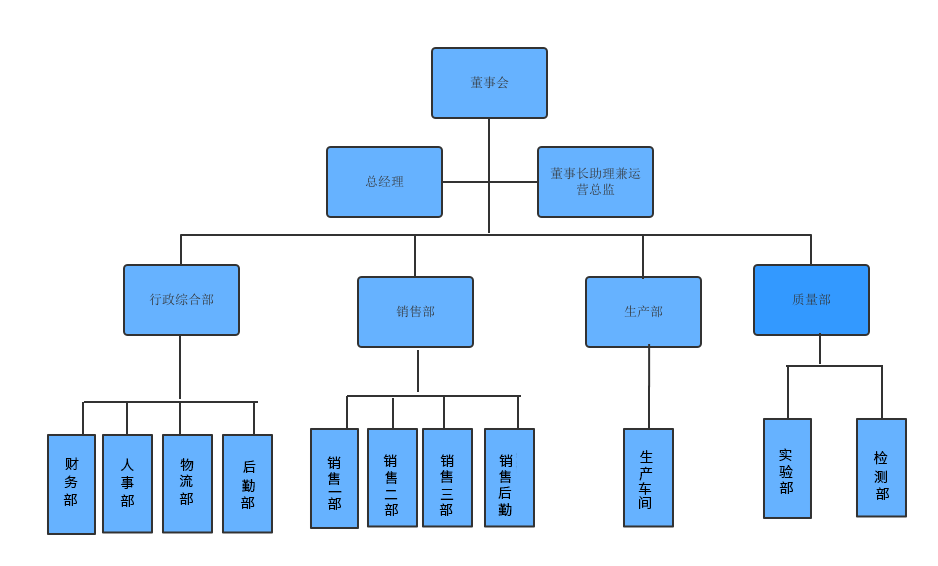 董事会
总经理
董事长助理兼运
营总监
行政综合部
销售部
生产部
质量部
财务部
人事部
物流部
后勤部
销售一部
销售二部
销售三部
销售后勤
生产车间
实验部
检测部